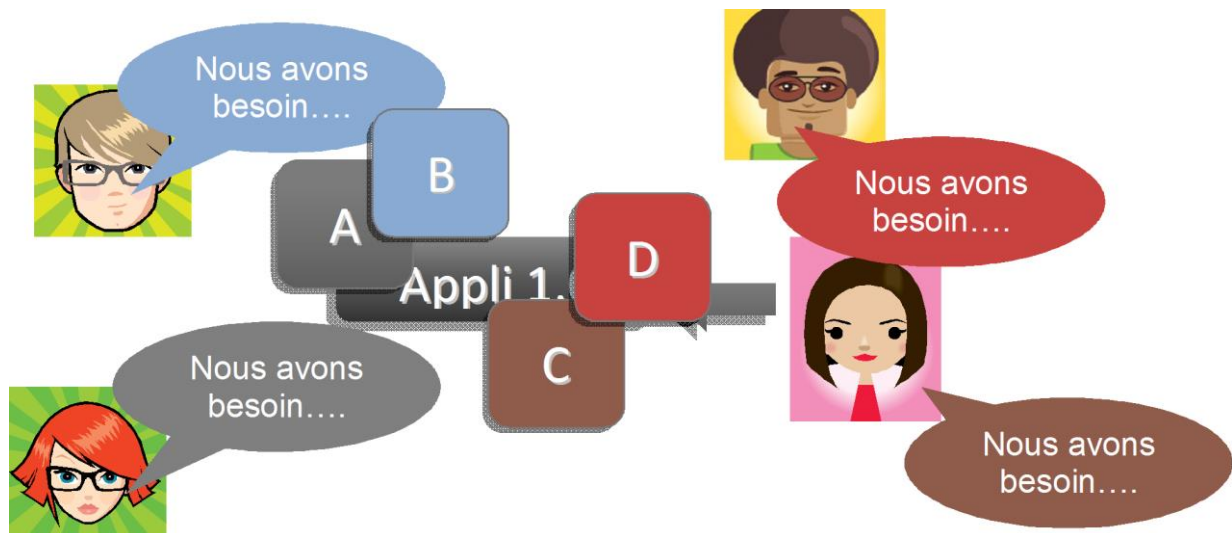 Nous avons
besoin….
B
A
Appli 1.
D
C
Nous avons
besoin….
Nous avons
besoin….
Nous avons
besoin….